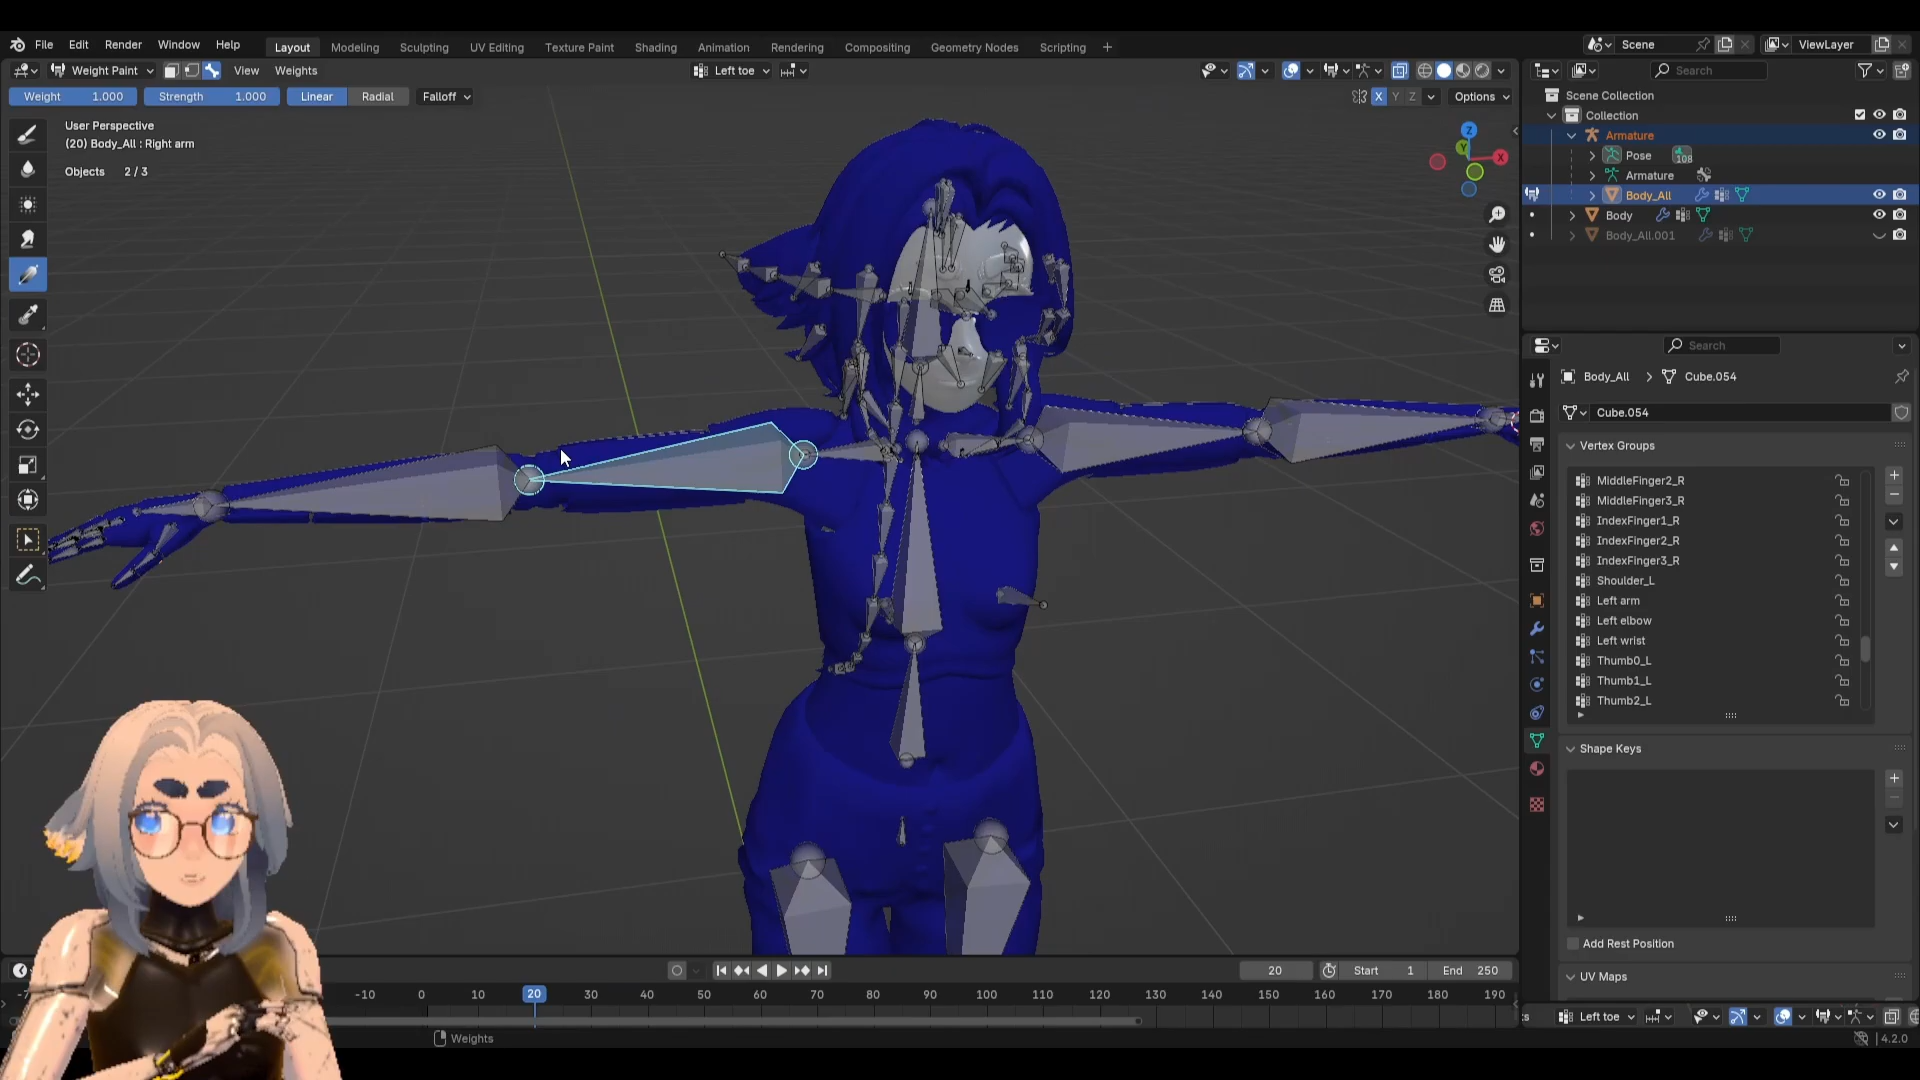 File Edit Render Window Help Layout Modeling Sculpting UV Editing Texture Paint Shading Animation Rendering Compositing Geometry Nodes Scripting + Scene ViewLayer
Weight Paint View Weights Left toe Search
Weight 1.000 Strength 1.000 Linear Radial Falloff X Y Z Options
Scene Collection
Collection
Armature
Pose 108
Armature
Body_All
Body
Body_All.001
User Perspective
(20) Body_All : Right arm
Objects 2 / 3
Z
Y
X
Search
Body_All > Cube.054
Cube.054
Vertex Groups
MiddleFinger2_R
MiddleFinger3_R
IndexFinger1_R
IndexFinger2_R
IndexFinger3_R
Shoulder_L
Left arm
Left elbow
Left wrist
Thumb0_L
Thumb1_L
Thumb2_L
Shape Keys
Add Rest Position
UV Maps
20 Start 1 End 250
-10 0 10 20 30 40 50 60 70 80 90 100 110 120 130 140 150 160 170 180 190
Left toe
Weights
4.2.0